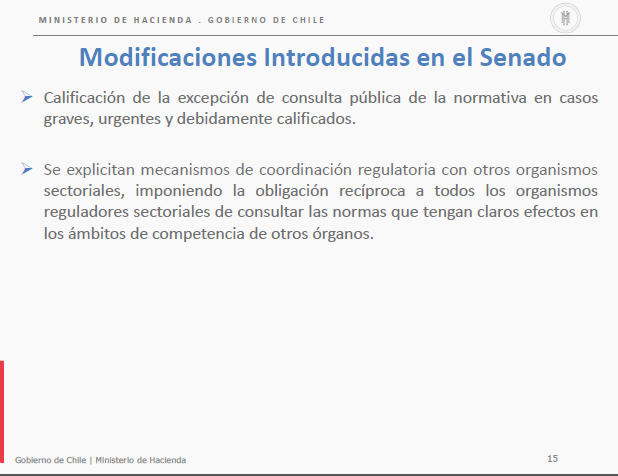 MINISTERIO DE HACIENDA . GOBIERNO DE CHILE
Modificaciones Introducidas en el Senado
Calificación de la excepción de consulta pública de la normativa en casos
graves, urgentes y debidamente calificados.
Se explicitan mecanismos de coordinación regulatoria con otros organismos
sectoriales, imponiendo la obligación recíproca a todos los organismos
reguladores sectoriales de consultar las normas que tengan claros efectos en
los ámbitos de competencia de otros órganos.
Gobierno de Chile | Ministerio de Hacienda
15